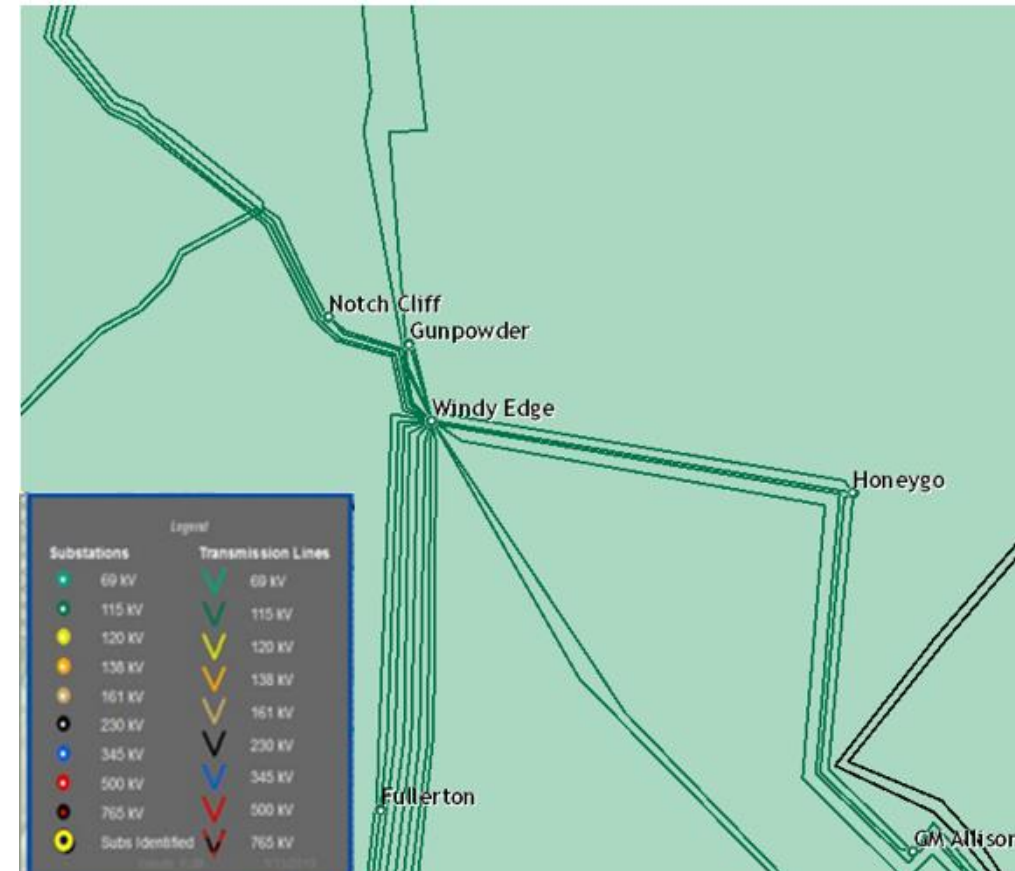 Notch Cliff
Gunpowder
Windy Edge
Honeygo
Fullerton
GM Allison
Legend
Substations Transmission Lines
69 kV 69 kV
115 kV 115 kV
120 kV 120 kV
138 kV 138 kV
161 kV 161 kV
230 kV 230 kV
345 kV 345 kV
500 kV 500 kV
765 kV 765 kV
Subs Identified